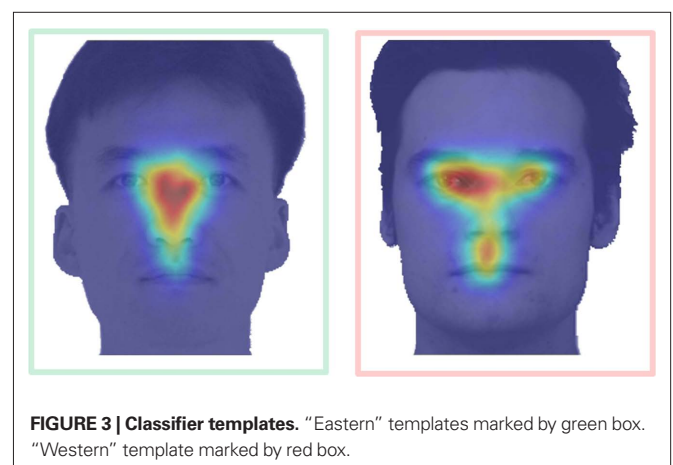 FIGURE 3 | Classifier templates. “Eastern” templates marked by green box.
“Western” template marked by red box.